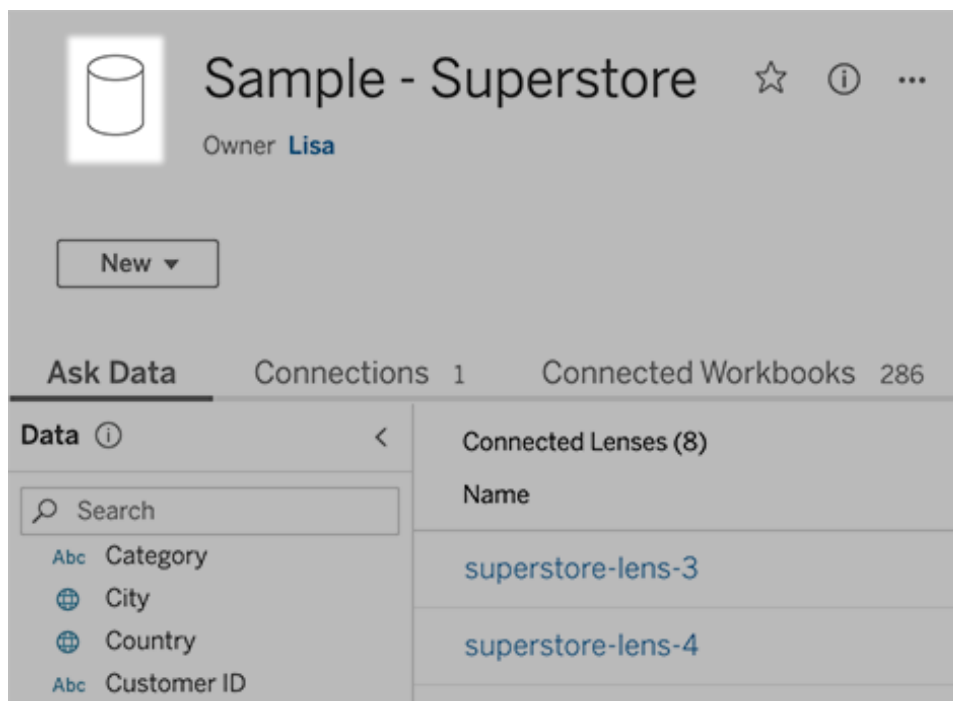 Sample - Superstore
Owner Lisa
New
Ask Data Connections 1 Connected Workbooks 286
Data
Search
Abc Category
City
Country
Abc Customer ID
Connected Lenses (8)
Name
superstore-lens-3
superstore-lens-4